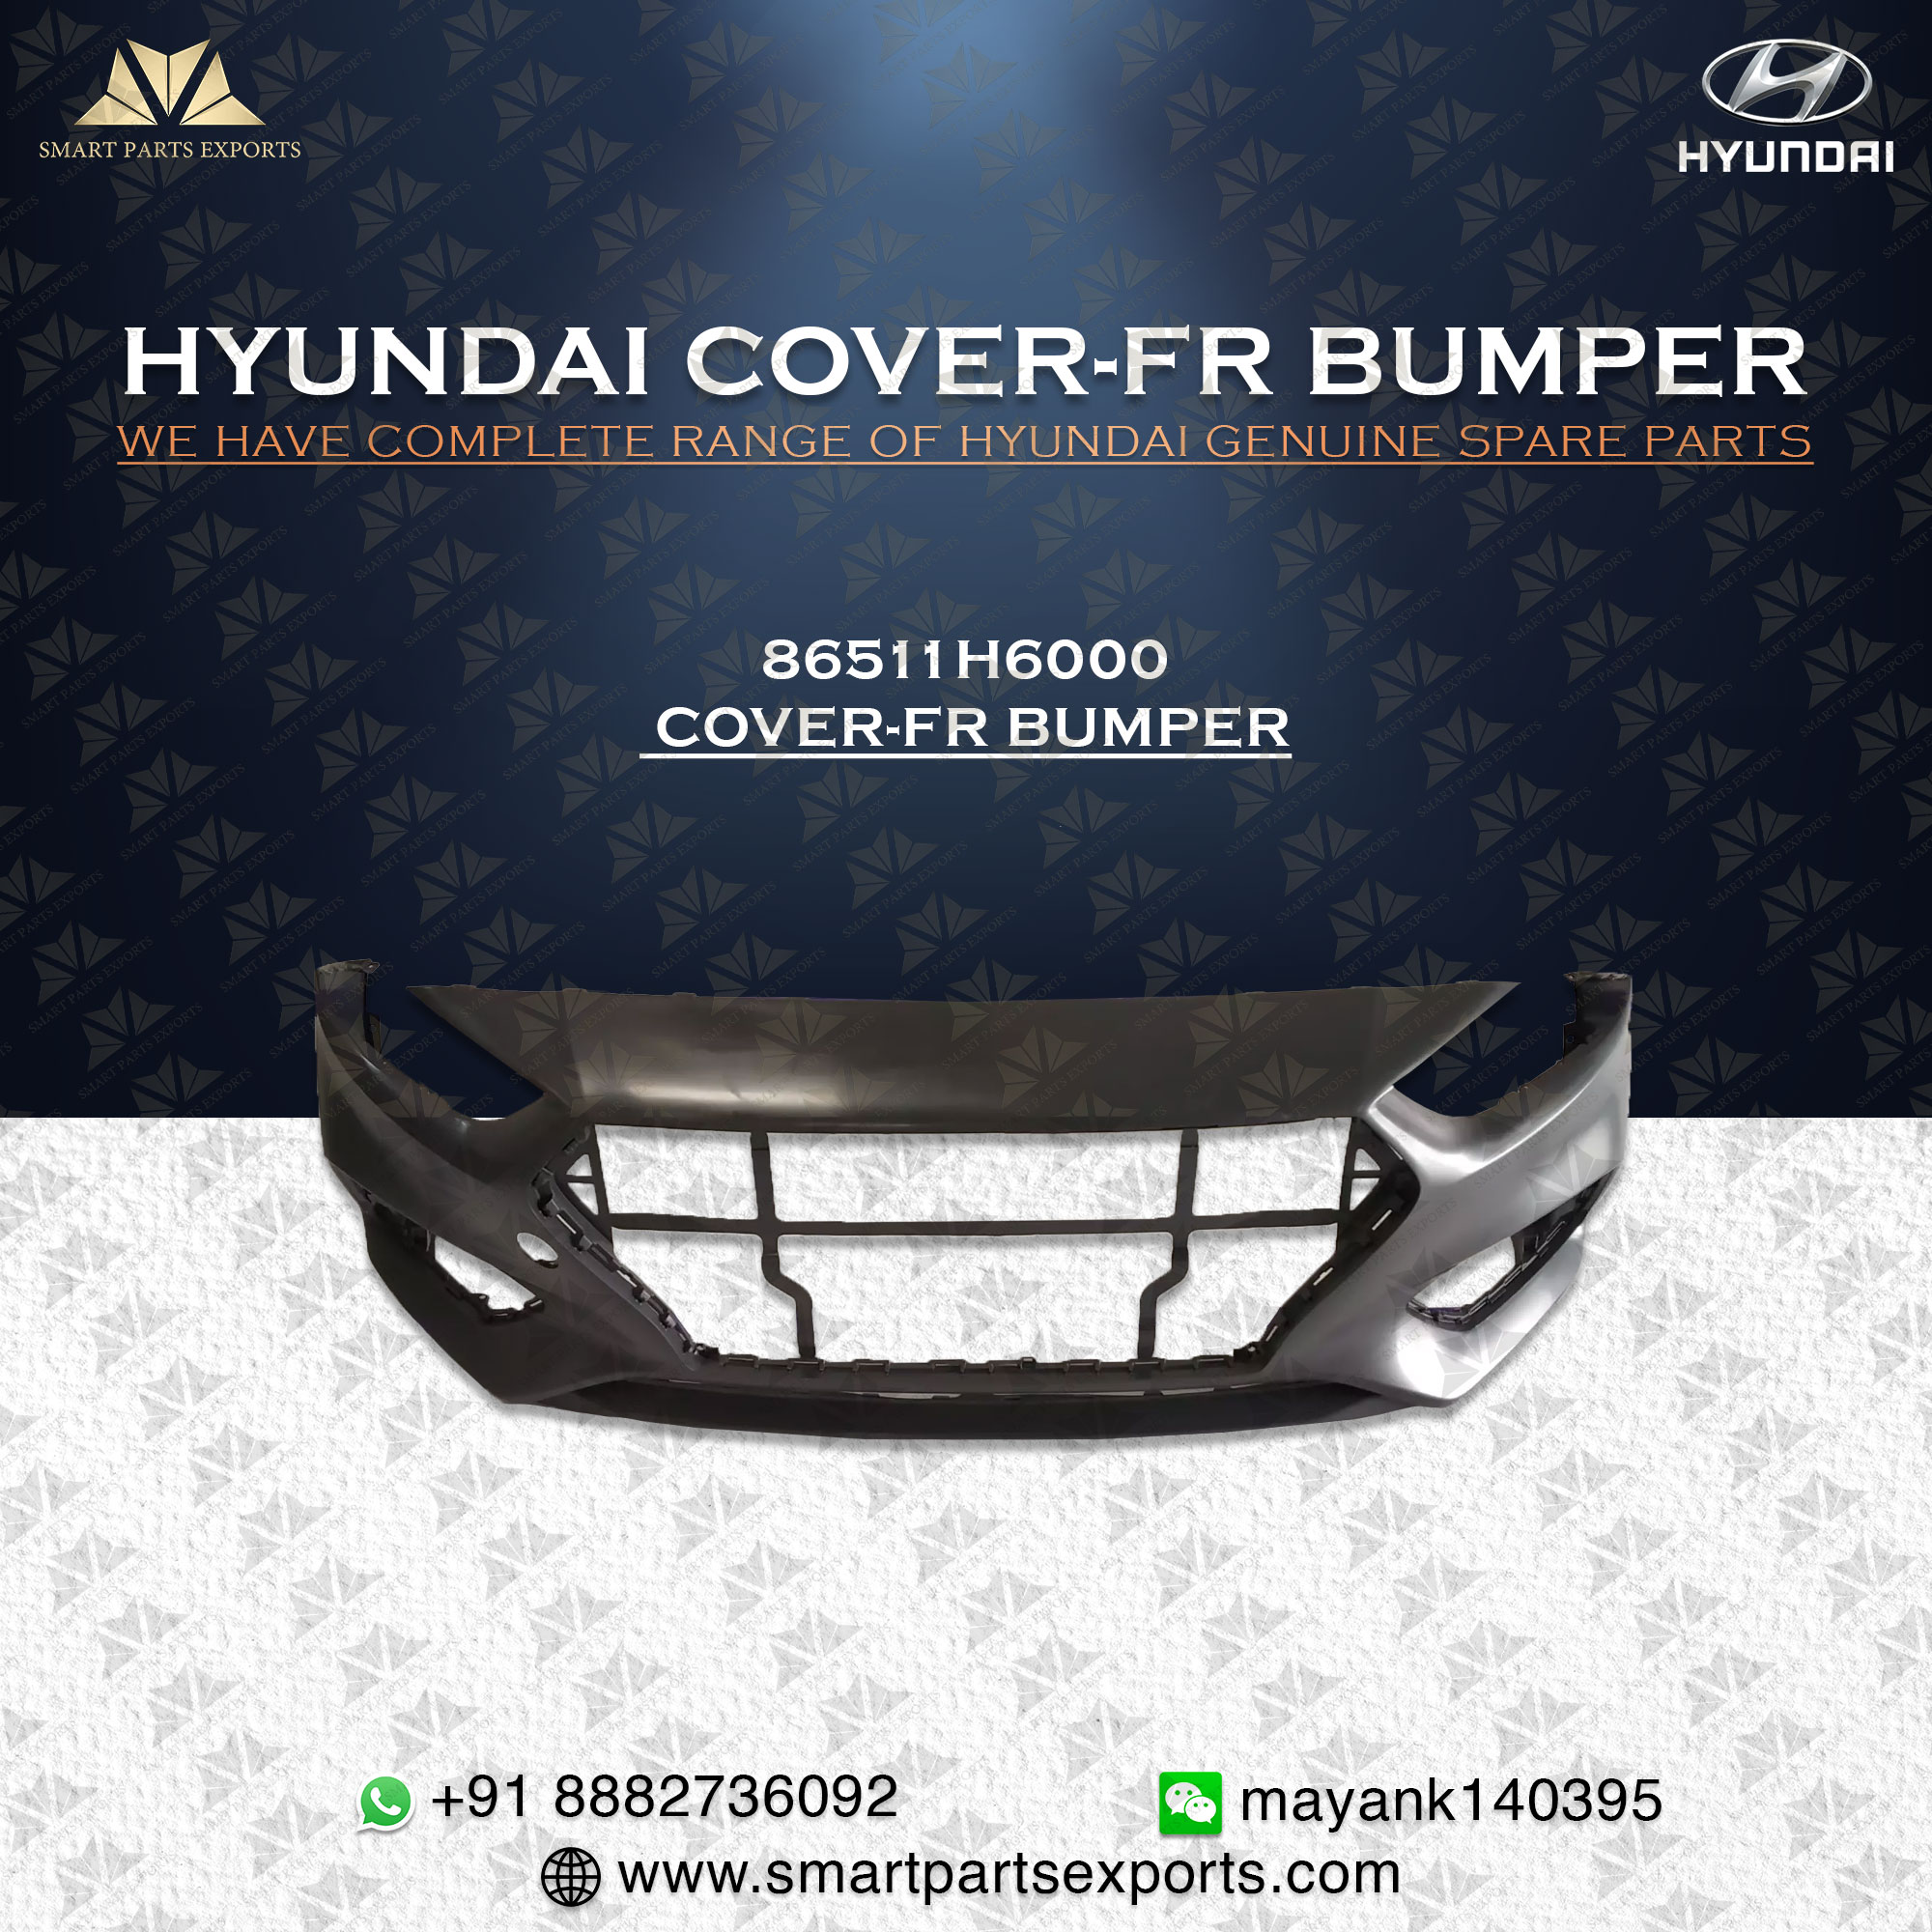 SMART PARTS EXPORTS
HYUNDAI
HYUNDAI COVER-FR BUMPER
WE HAVE COMPLETE RANGE OF HYUNDAI GENUINE SPARE PARTS
86511H6000
COVER-FR BUMPER
+91 8882736092
mayank140395
www.smartpartsexports.com